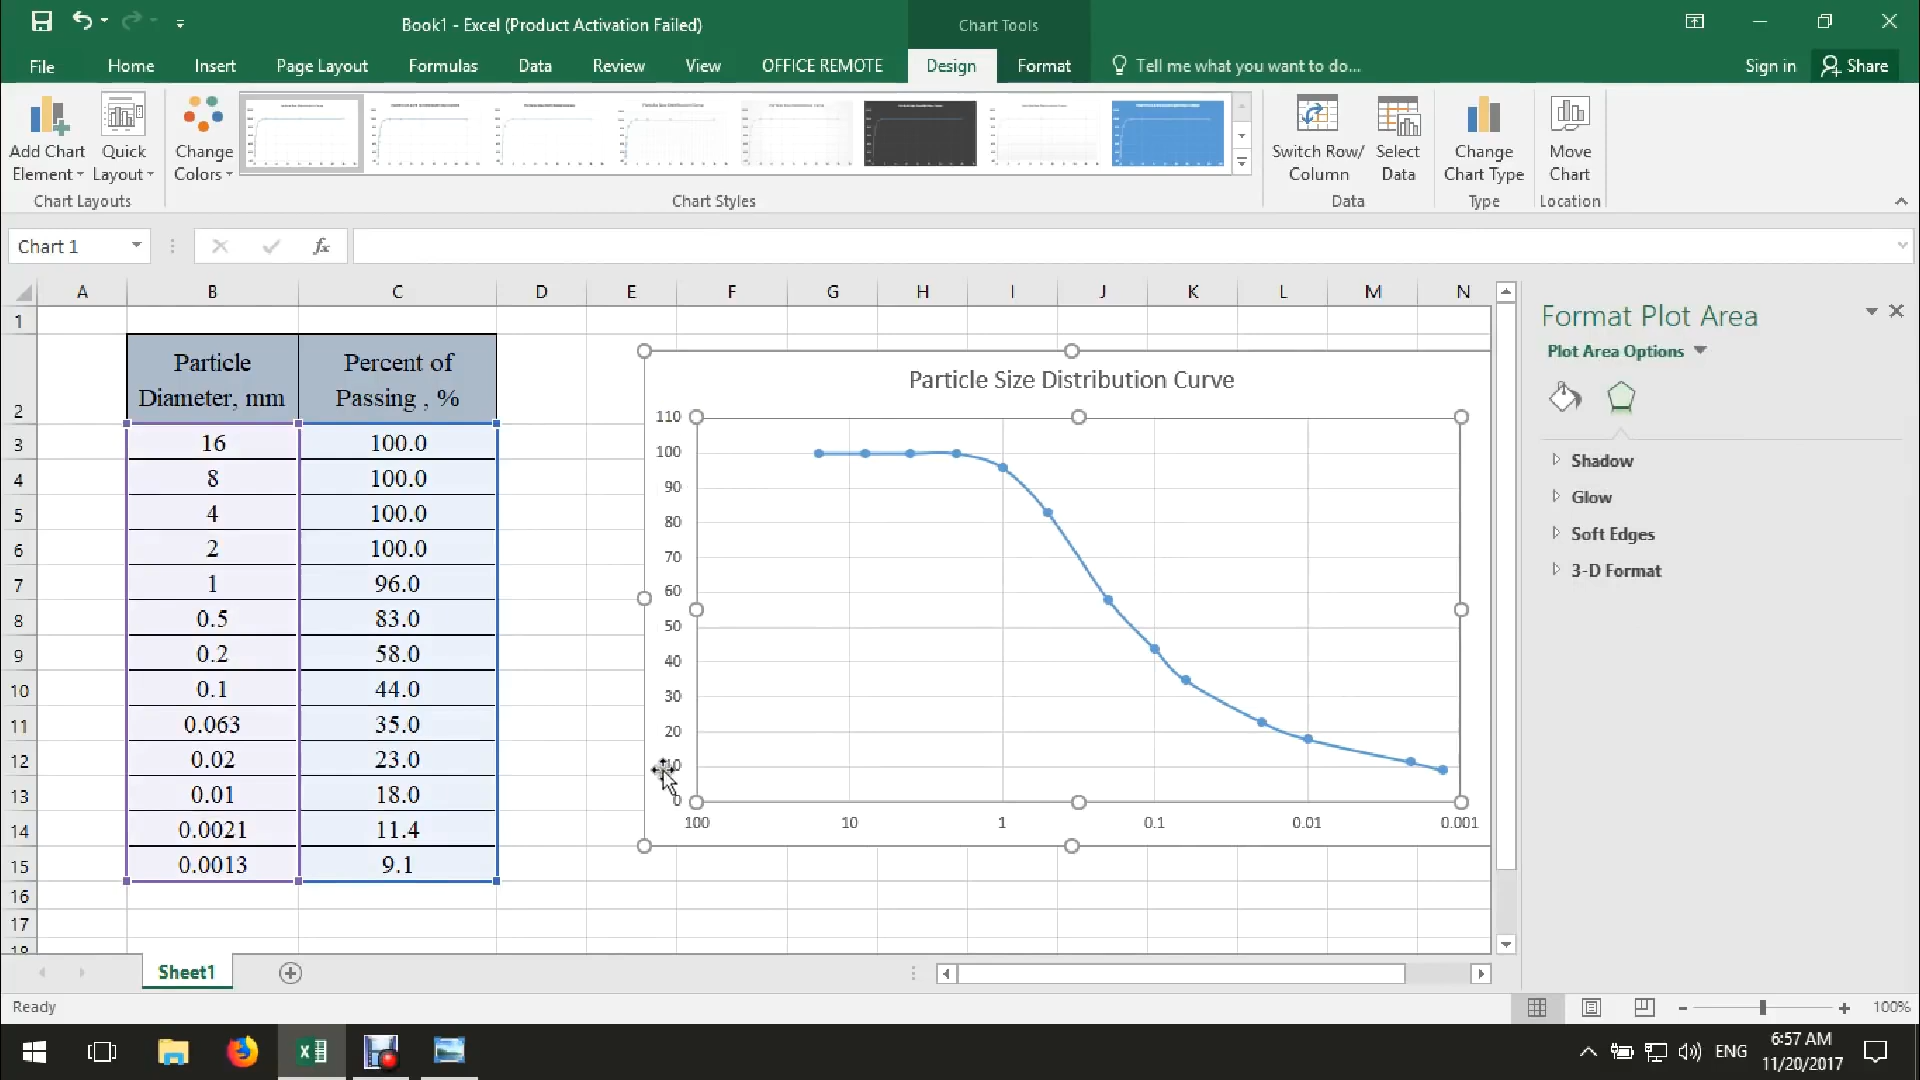 Book1 - Excel (Product Activation Failed)
Chart Tools
File
Home
Insert
Page Layout
Formulas
Data
Review
View
OFFICE REMOTE
Design
Format
Tell me what you want to do...
Sign in
Share
Add Chart
Element
Quick
Layout
Change
Colors
Switch Row/
Column
Select
Data
Change
Chart Type
Move
Chart
Chart Layouts
Chart Styles
Data
Type
Location
Chart 1
fx
A B C D E F G H I J K L M N
1
2 Particle Percent of
Diameter, mm Passing , %
3 16 100.0
4 8 100.0
5 4 100.0
6 2 100.0
7 1 96.0
8 0.5 83.0
9 0.2 58.0
10 0.1 44.0
11 0.063 35.0
12 0.02 23.0
13 0.01 18.0
14 0.0021 11.4
15 0.0013 9.1
16
17
18
Particle Size Distribution Curve
110
100
90
80
70
60
50
40
30
20
10
0
100 10 1 0.1 0.01 0.001
Format Plot Area
Plot Area Options
Shadow
Glow
Soft Edges
3-D Format
Sheet1
Ready
100%
ENG
6:57 AM
11/20/2017